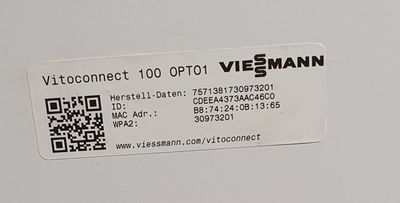 Vitoconnect 100 OPTO1 VIESSMANN
Herstell-Daten: 7571381730973201
ID: CDEEA4373AAC46C0
MAC Adr.: B8:74:24:0B:13:65
WPA2: 30973201
www.viessmann.com/vitoconnect